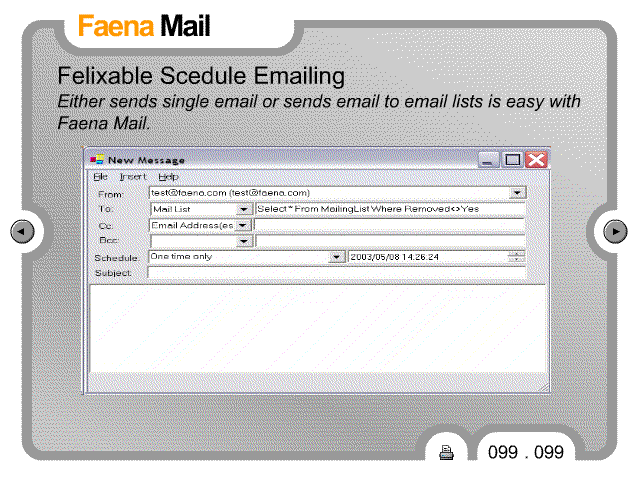 Faena Mail
Felixable Scedule Emailing
Either sends single email or sends email to email lists is easy with
Faena Mail.
New Message
File Insert Help
From: test@faena.com (test@faena.com)
To: Mail List Select * From MailingList Where Removed<>Yes
Cc: Email Address(es
Bcc:
Schedule: One time only 2003/05/08 14:26:24
Subject:
099 . 099